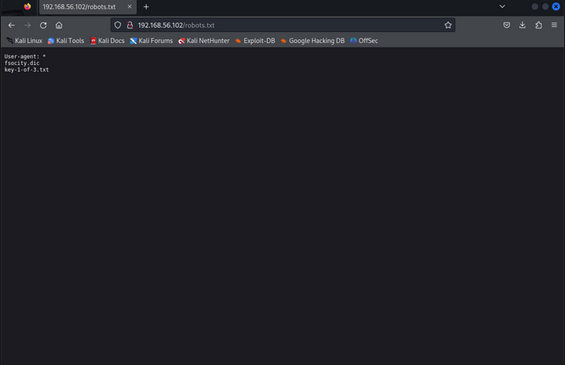 192.168.56.102/robots.txt
192.168.56.102/robots.txt
Kali Linux Kali Tools Kali Docs Kali Forums Kali NetHunter Exploit-DB Google Hacking DB OffSec
User-agent: *
fsocity.dic
key-1-of-3.txt